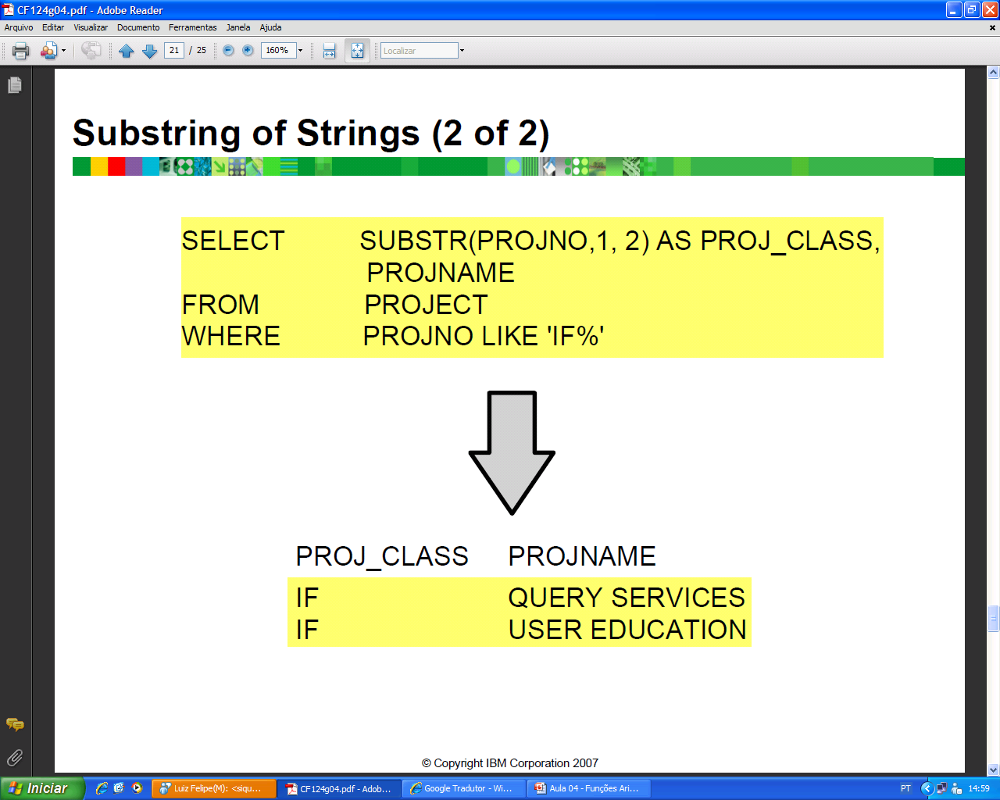 CF124g04.pdf - Adobe Reader
Arquivo Editar Visualizar Documento Ferramentas Janela Ajuda
21 / 25 160% Localizar
Substring of Strings (2 of 2)
SELECT SUBSTR(PROJNO,1, 2) AS PROJ_CLASS,
PROJNAME
FROM PROJECT
WHERE PROJNO LIKE 'IF%'
PROJ_CLASS PROJNAME
IF QUERY SERVICES
IF USER EDUCATION
© Copyright IBM Corporation 2007
Iniciar Luiz Felipe(M): <siqu... CF124g04.pdf - Adob... Google Tradutor - Wi... Aula 04 - Funções Ari... PT 14:59